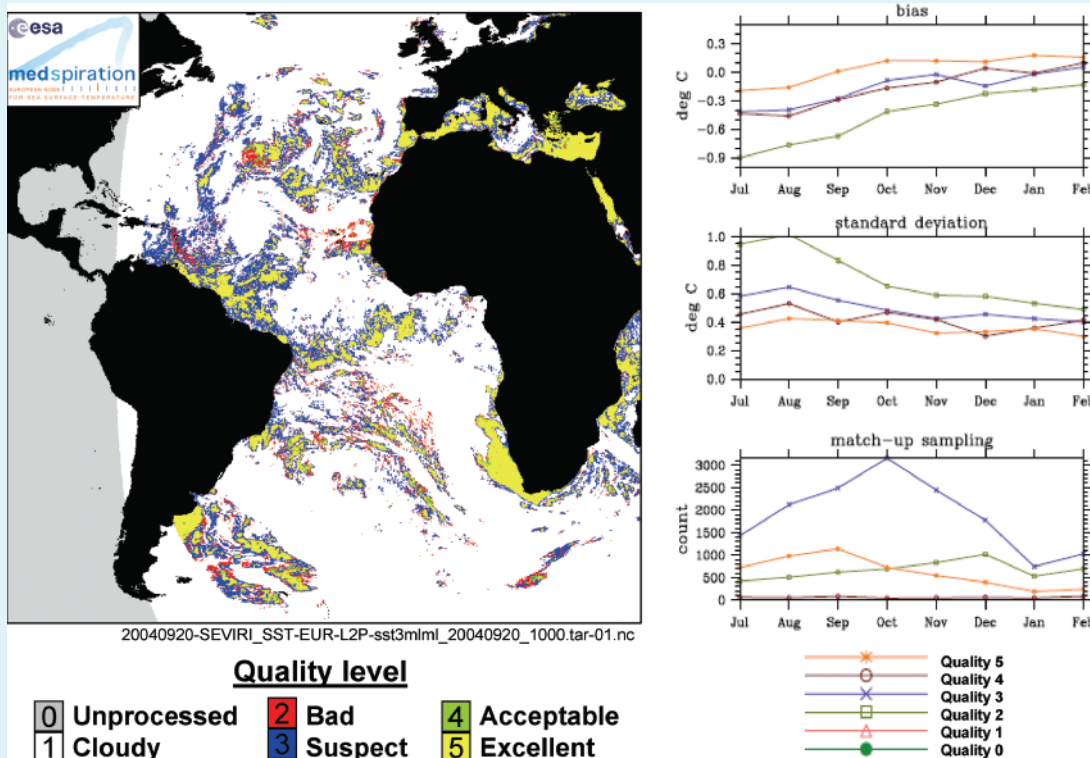 esa
medspiration
EUROPEAN NODE
FOR SEA SURFACE TEMPERATURE
20040920-SEVIRI_SST-EUR-L2P-sst3mlml_20040920_1000.tar-01.nc
Quality level
0 Unprocessed
1 Cloudy
2 Bad
3 Suspect
4 Acceptable
5 Excellent
bias
deg C
0.3
0.0
-0.3
-0.6
-0.9
Jul Aug Sep Oct Nov Dec Jan Feb
standard deviation
deg C
1.0
0.8
0.6
0.4
0.2
0.0
Jul Aug Sep Oct Nov Dec Jan Feb
match-up sampling
count
3000
2500
2000
1500
1000
500
0
Jul Aug Sep Oct Nov Dec Jan Feb
Quality 5
Quality 4
Quality 3
Quality 2
Quality 1
Quality 0